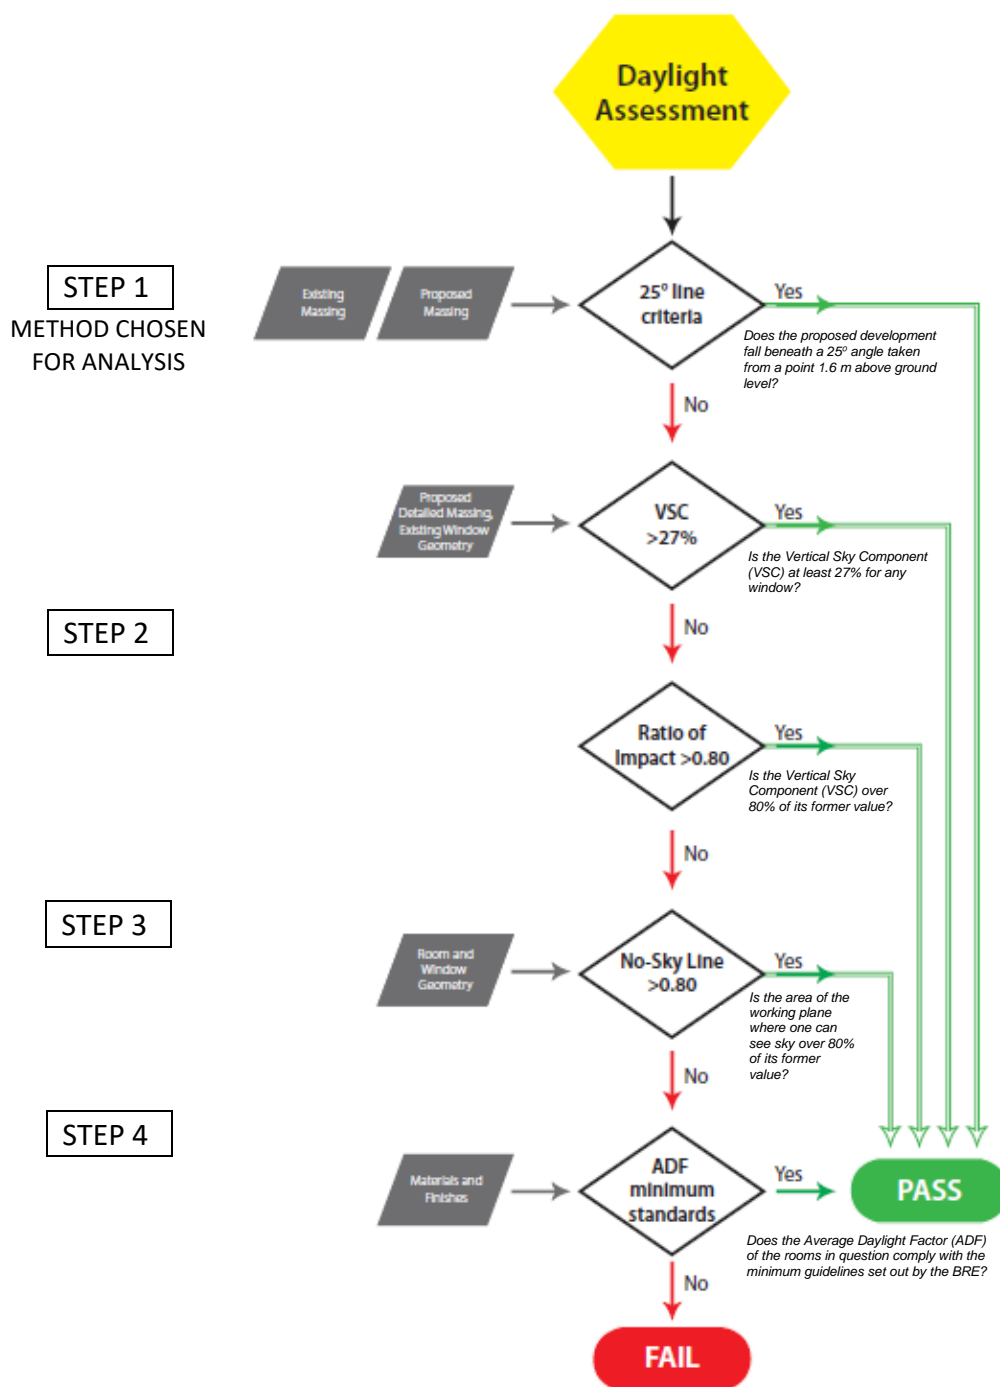 Daylight
Assessment
STEP 1
METHOD CHOSEN
FOR ANALYSIS
Existing
Massing
Proposed
Massing
25º line
criteria
Yes
Does the proposed development
fall beneath a 25º angle taken
from a point 1.6 m above ground
level?
No
Proposed
Detailed Massing,
Existing Window
Geometry
VSC
>27%
Yes
Is the Vertical Sky Component
(VSC) at least 27% for any
window?
STEP 2
No
Ratio of
Impact >0.80
Yes
Is the Vertical Sky
Component (VSC) over
80% of its former value?
No
STEP 3
Room and
Window
Geometry
No-Sky Line
>0.80
Yes
Is the area of the
working plane
where one can
see sky over 80%
of its former
value?
No
STEP 4
Materials and
Finishes
ADF
minimum
standards
Yes
PASS
Does the Average Daylight Factor (ADF)
of the rooms in question comply with the
minimum guidelines set out by the BRE?
No
FAIL